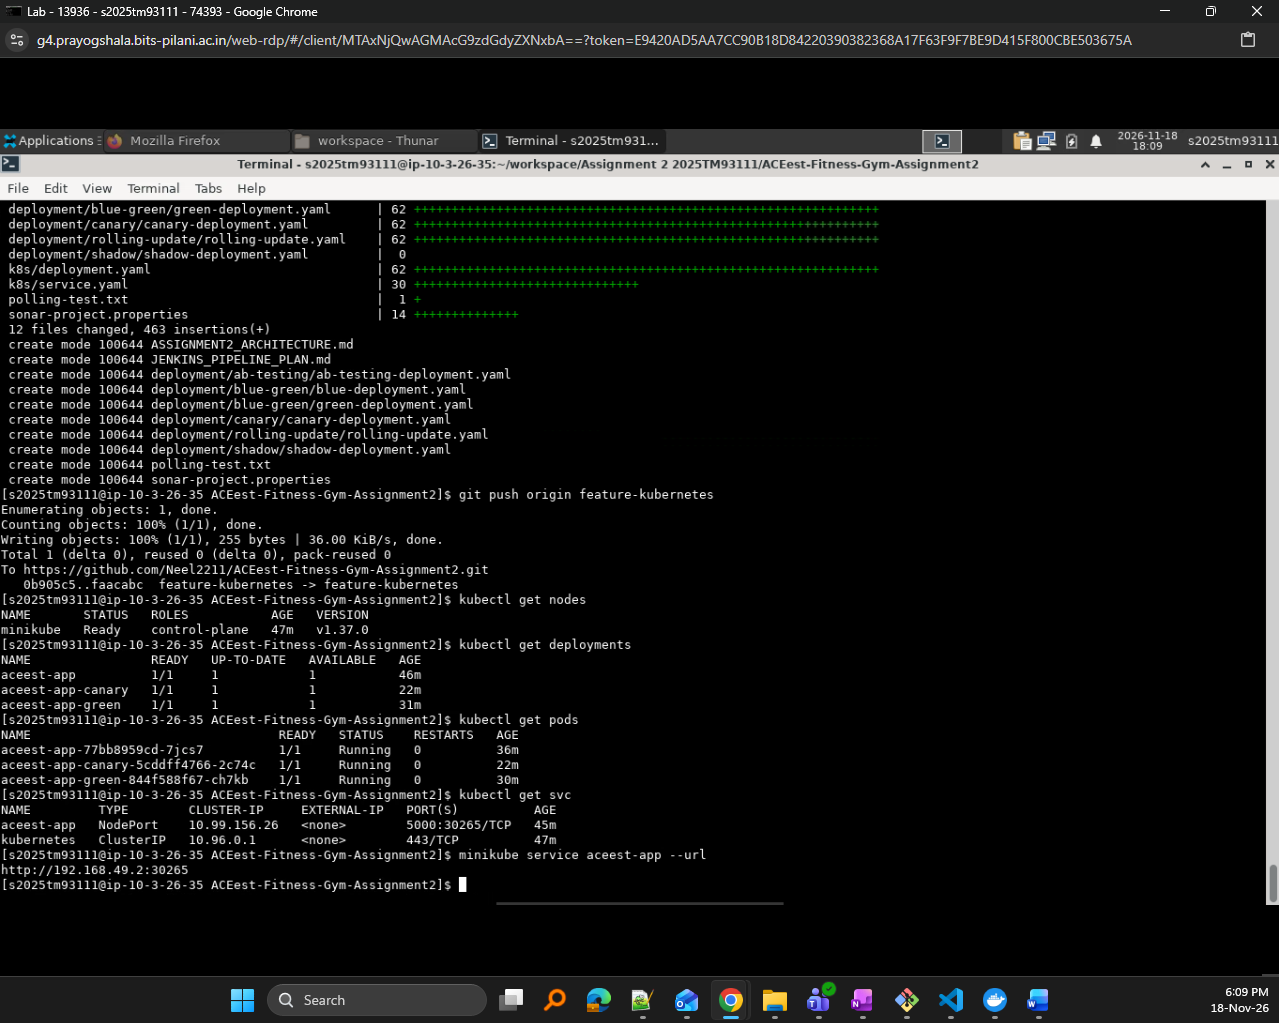 Lab - 13936 - s2025tm93111 - 74393 - Google Chrome
g4.prayogshala.bits-pilani.ac.in/web-rdp/#/client/MTAxNjQwAGMAcG9zdGdyZXNxbA==?token=E9420AD5AA7CC90B18D84220390382368A17F63F9F7BE9D415F800CBE503675A
Applications Mozilla Firefox workspace - Thunar Terminal - s2025tm931... 2026-11-18 s2025tm93111
18:09
Terminal - s2025tm93111@ip-10-3-26-35:~/workspace/Assignment 2 2025TM93111/ACEest-Fitness-Gym-Assignment2
File Edit View Terminal Tabs Help
deployment/blue-green/green-deployment.yaml | 62 ++++++++++++++++++++++++++++++++++++++++++++++++++++++++++++++
deployment/canary/canary-deployment.yaml | 62 ++++++++++++++++++++++++++++++++++++++++++++++++++++++++++++++
deployment/rolling-update/rolling-update.yaml | 62 ++++++++++++++++++++++++++++++++++++++++++++++++++++++++++++++
deployment/shadow/shadow-deployment.yaml | 0
k8s/deployment.yaml | 62 ++++++++++++++++++++++++++++++++++++++++++++++++++++++++++++++
k8s/service.yaml | 30 ++++++++++++++++++++++++++++++
polling-test.txt | 1 +
sonar-project.properties | 14 ++++++++++++++
12 files changed, 463 insertions(+)
create mode 100644 ASSIGNMENT2_ARCHITECTURE.md
create mode 100644 JENKINS_PIPELINE_PLAN.md
create mode 100644 deployment/ab-testing/ab-testing-deployment.yaml
create mode 100644 deployment/blue-green/blue-deployment.yaml
create mode 100644 deployment/blue-green/green-deployment.yaml
create mode 100644 deployment/canary/canary-deployment.yaml
create mode 100644 deployment/rolling-update/rolling-update.yaml
create mode 100644 deployment/shadow/shadow-deployment.yaml
create mode 100644 polling-test.txt
create mode 100644 sonar-project.properties
[s2025tm93111@ip-10-3-26-35 ACEest-Fitness-Gym-Assignment2]$ git push origin feature-kubernetes
Enumerating objects: 1, done.
Counting objects: 100% (1/1), done.
Writing objects: 100% (1/1), 255 bytes | 36.00 KiB/s, done.
Total 1 (delta 0), reused 0 (delta 0), pack-reused 0
To https://github.com/Neel2211/ACEest-Fitness-Gym-Assignment2.git
0b905c5..faacabc feature-kubernetes -> feature-kubernetes
[s2025tm93111@ip-10-3-26-35 ACEest-Fitness-Gym-Assignment2]$ kubectl get nodes
NAME STATUS ROLES AGE VERSION
minikube Ready control-plane 47m v1.37.0
[s2025tm93111@ip-10-3-26-35 ACEest-Fitness-Gym-Assignment2]$ kubectl get deployments
NAME READY UP-TO-DATE AVAILABLE AGE
aceest-app 1/1 1 1 46m
aceest-app-canary 1/1 1 1 22m
aceest-app-green 1/1 1 1 31m
[s2025tm93111@ip-10-3-26-35 ACEest-Fitness-Gym-Assignment2]$ kubectl get pods
NAME READY STATUS RESTARTS AGE
aceest-app-77bb8959cd-7jcs7 1/1 Running 0 36m
aceest-app-canary-5cddff4766-2c74c 1/1 Running 0 22m
aceest-app-green-844f588f67-ch7kb 1/1 Running 0 30m
[s2025tm93111@ip-10-3-26-35 ACEest-Fitness-Gym-Assignment2]$ kubectl get svc
NAME TYPE CLUSTER-IP EXTERNAL-IP PORT(S) AGE
aceest-app NodePort 10.99.156.26 <none> 5000:30265/TCP 45m
kubernetes ClusterIP 10.96.0.1 <none> 443/TCP 47m
[s2025tm93111@ip-10-3-26-35 ACEest-Fitness-Gym-Assignment2]$ minikube service aceest-app --url
http://192.168.49.2:30265
[s2025tm93111@ip-10-3-26-35 ACEest-Fitness-Gym-Assignment2]$
Search
6:09 PM
18-Nov-26